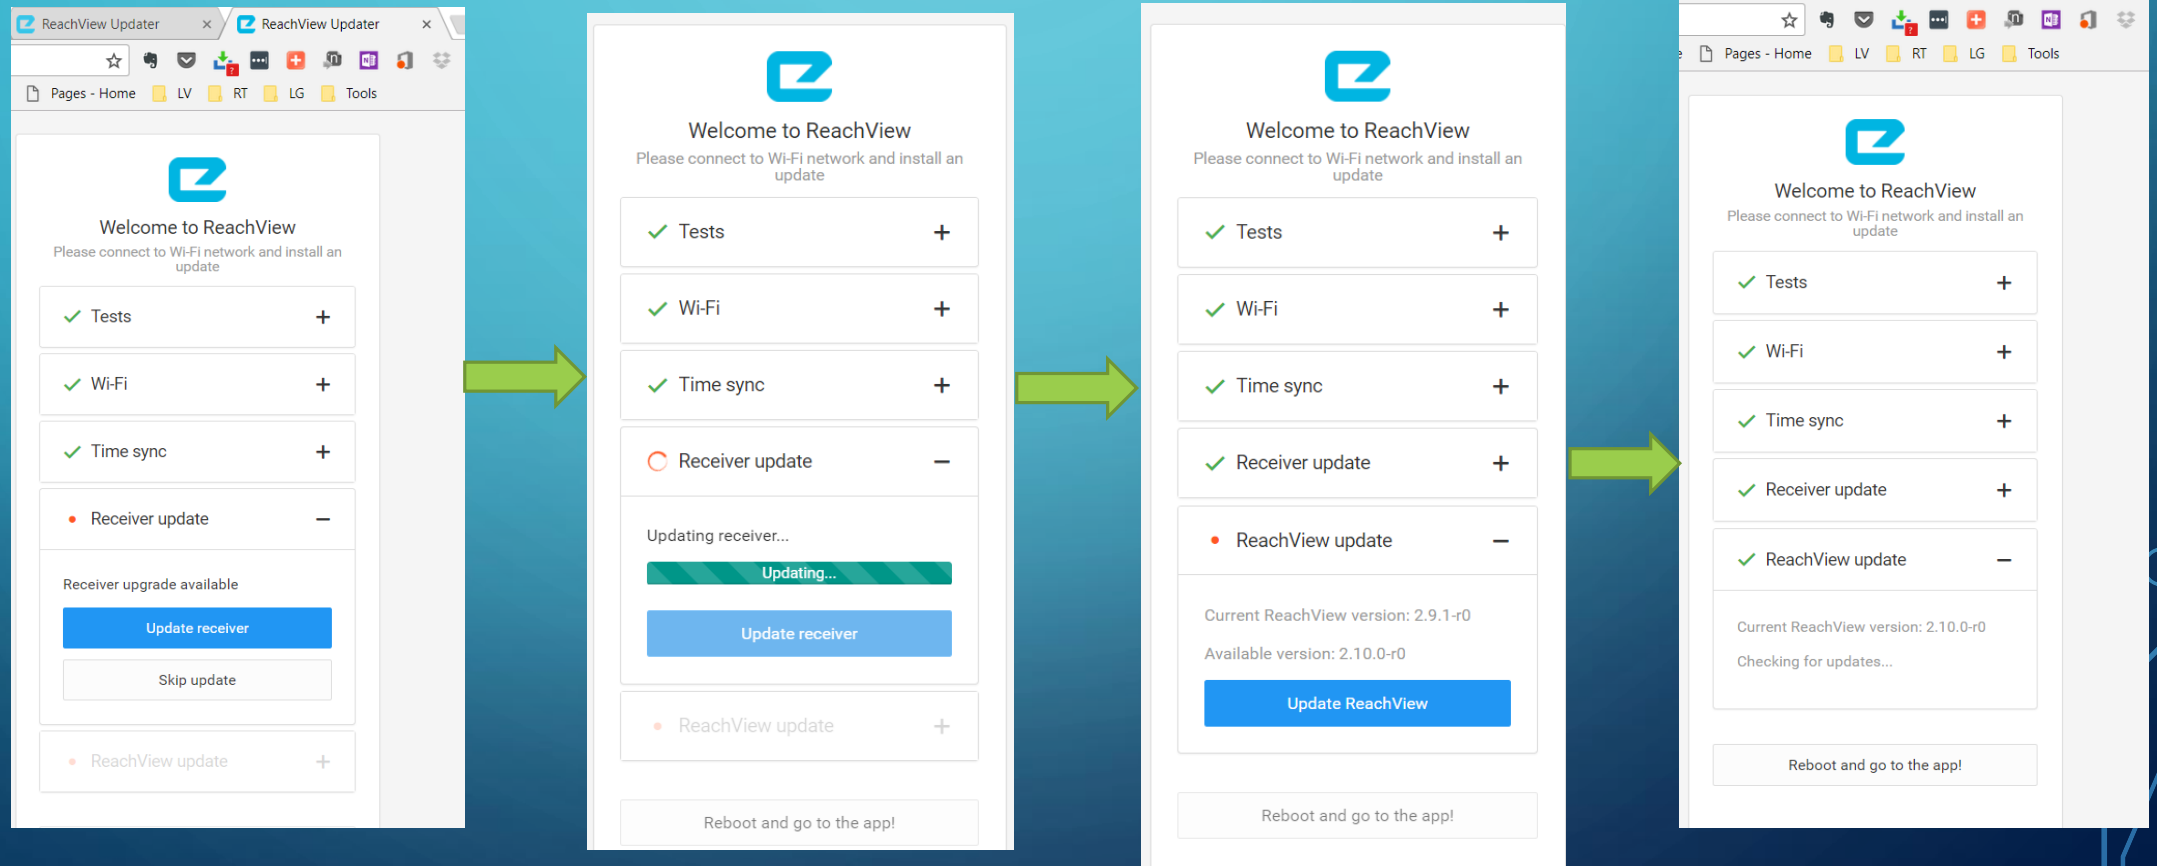 ReachView Updater
ReachView Updater
Pages - Home LV RT LG Tools
Welcome to ReachView
Please connect to Wi-Fi network and install an
update
Tests
Wi-Fi
Time sync
Receiver update
Receiver upgrade available
Update receiver
Skip update
ReachView update
Welcome to ReachView
Please connect to Wi-Fi network and install an
update
Tests
Wi-Fi
Time sync
Receiver update
Updating receiver...
Updating...
Update receiver
ReachView update
Reboot and go to the app!
Welcome to ReachView
Please connect to Wi-Fi network and install an
update
Tests
Wi-Fi
Time sync
Receiver update
ReachView update
Current ReachView version: 2.9.1-r0
Available version: 2.10.0-r0
Update ReachView
Reboot and go to the app!
Pages - Home LV RT LG Tools
Welcome to ReachView
Please connect to Wi-Fi network and install an
update
Tests
Wi-Fi
Time sync
Receiver update
ReachView update
Current ReachView version: 2.10.0-r0
Checking for updates...
Reboot and go to the app!